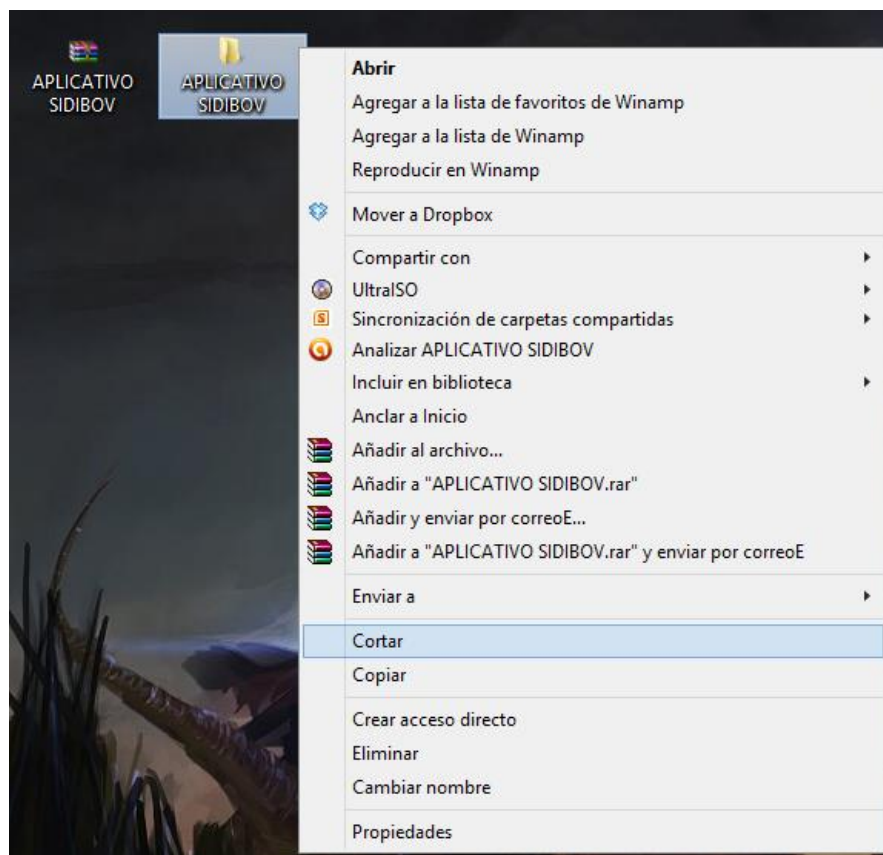 APLICATIVO
SIDIBOV
APLICATIVO
SIDIBOV
Abrir
Agregar a la lista de favoritos de Winamp
Agregar a la lista de Winamp
Reproducir en Winamp
Mover a Dropbox
Compartir con
UltraISO
Sincronización de carpetas compartidas
Analizar APLICATIVO SIDIBOV
Incluir en biblioteca
Anclar a Inicio
Añadir al archivo...
Añadir a "APLICATIVO SIDIBOV.rar"
Añadir y enviar por correoE...
Añadir a "APLICATIVO SIDIBOV.rar" y enviar por correoE
Enviar a
Cortar
Copiar
Crear acceso directo
Eliminar
Cambiar nombre
Propiedades